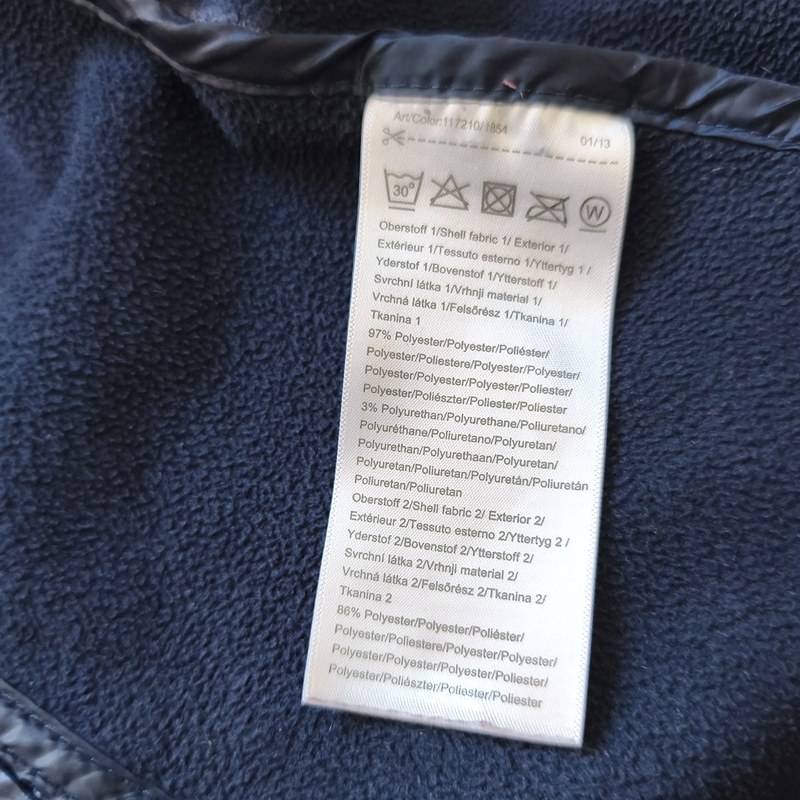 Art/Color:117210/1854
01/13
30°
W
Oberstoff 1/Shell fabric 1/ Exterior 1/
Extérieur 1/Tessuto esterno 1/Yttertyg 1 /
Yderstof 1/Bovenstof 1/Ytterstoff 1/
Svrchní látka 1/Vrhnji material 1/
Vrchná látka 1/Felsőrész 1/Tkanina 1/
Tkanina 1
97% Polyester/Polyester/Poliéster/
Polyester/Poliestere/Polyester/Polyester/
Polyester/Polyester/Polyester/Poliester/
Polyester/Poliészter/Poliester/Poliester
3% Polyurethan/Polyurethane/Poliuretano/
Polyuréthane/Poliuretano/Polyuretan/
Polyurethan/Polyurethaan/Polyuretan/
Polyuretan/Poliuretan/Polyuretán/Poliuretán
Poliuretan/Poliuretan
Oberstoff 2/Shell fabric 2/ Exterior 2/
Extérieur 2/Tessuto esterno 2/Yttertyg 2 /
Yderstof 2/Bovenstof 2/Ytterstoff 2/
Svrchní látka 2/Vrhnji material 2/
Vrchná látka 2/Felsőrész 2/Tkanina 2/
Tkanina 2
86% Polyester/Polyester/Poliéster/
Polyester/Poliestere/Polyester/Polyester/
Polyester/Polyester/Polyester/Poliester/
Polyester/Poliészter/Poliester/Poliester